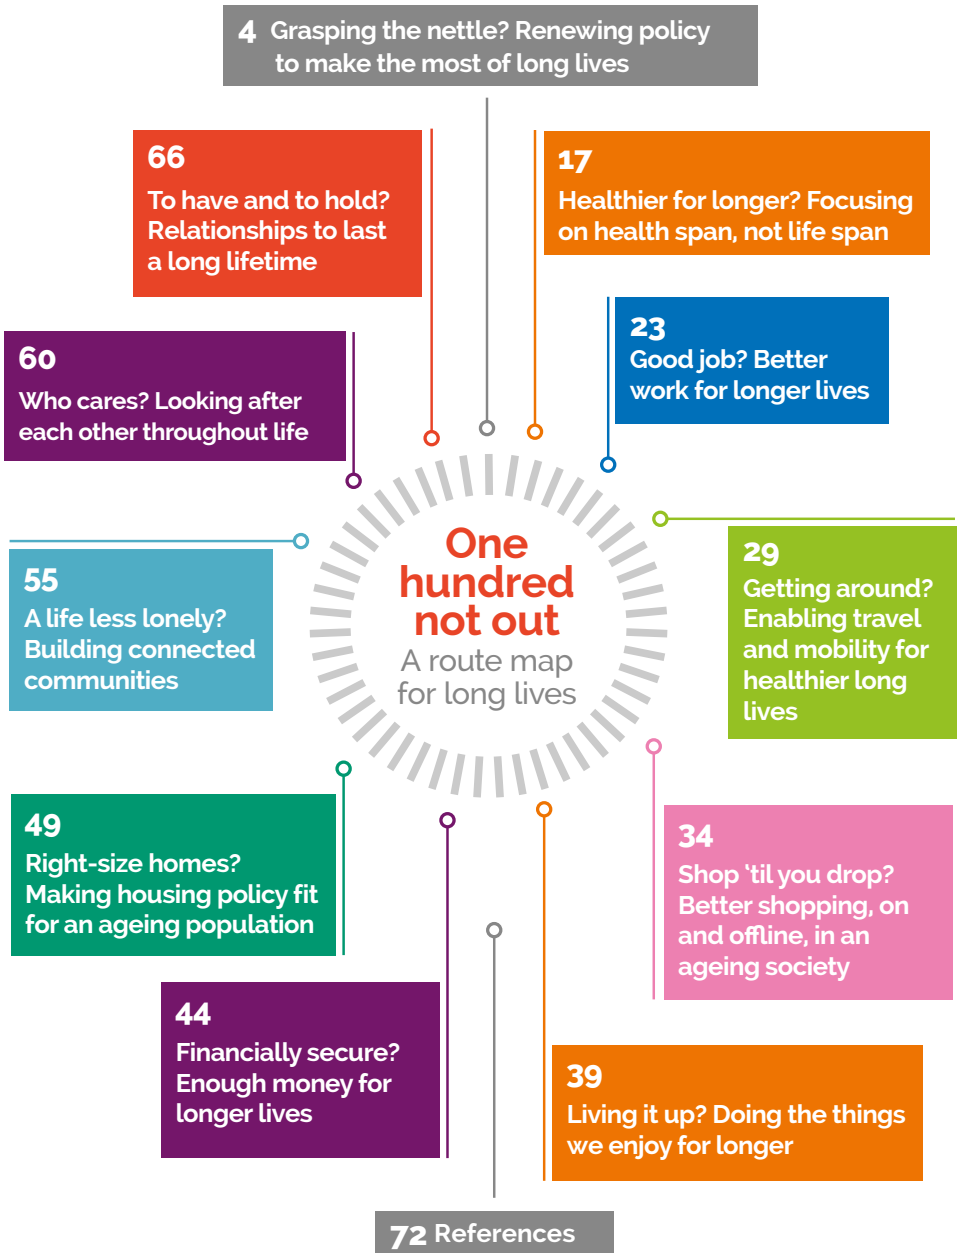 4 Grasping the nettle? Renewing policy
to make the most of long lives
66
To have and to hold?
Relationships to last
a long lifetime
17
Healthier for longer? Focusing
on health span, not life span
23
Good job? Better
work for longer lives
60
Who cares? Looking after
each other throughout life
One
hundred
not out
A route map
for long lives
29
Getting around?
Enabling travel
and mobility for
healthier long
lives
55
A life less lonely?
Building connected
communities
49
Right-size homes?
Making housing policy fit
for an ageing population
34
Shop ‘til you drop?
Better shopping, on
and offline, in an
ageing society
44
Financially secure?
Enough money for
longer lives
39
Living it up? Doing the things
we enjoy for longer
72 References